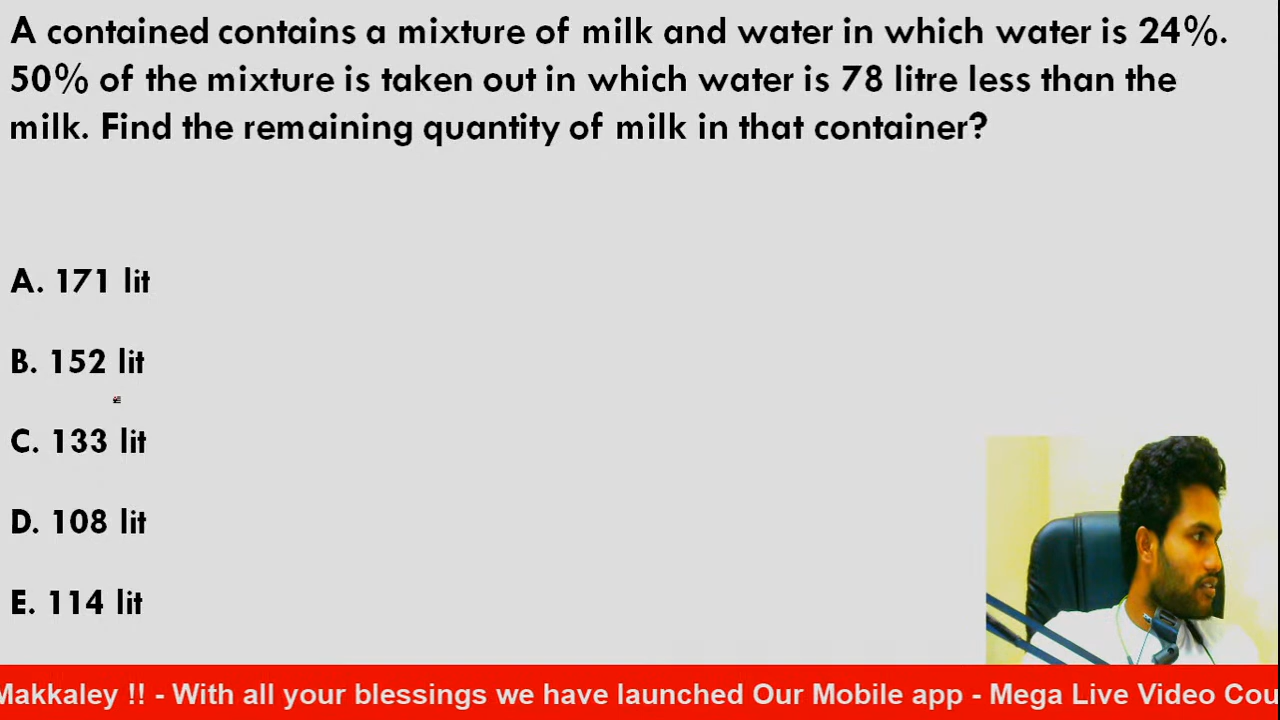 A contained contains a mixture of milk and water in which water is 24%.
50% of the mixture is taken out in which water is 78 litre less than the
milk. Find the remaining quantity of milk in that container?
A. 171 lit
B. 152 lit
C. 133 lit
D. 108 lit
E. 114 lit
Makkaley !! - With all your blessings we have launched Our Mobile app - Mega Live Video Cou